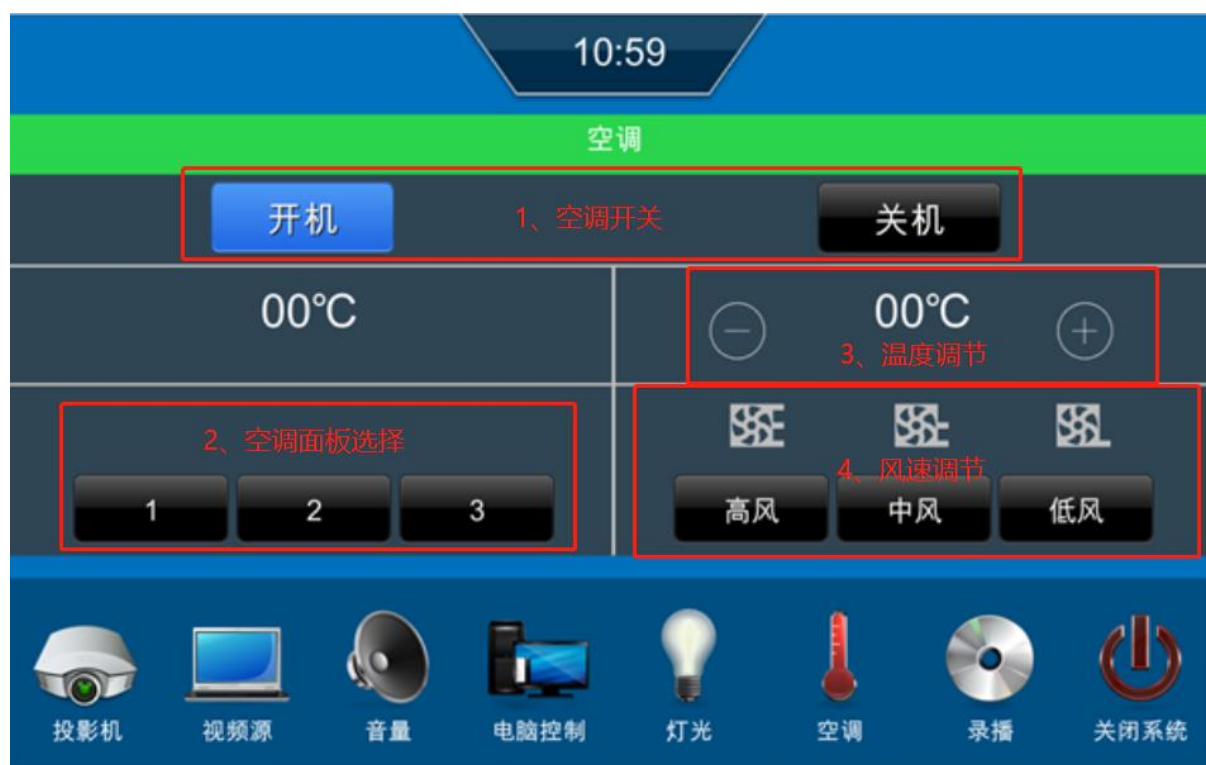 10:59
空调
开机 1、空调开关 关机
00℃ 00℃
3、温度调节
2、空调面板选择
4、风速调节
1 2 3 高风 中风 低风
投影机 视频源 音量 电脑控制 灯光 空调 录播 关闭系统